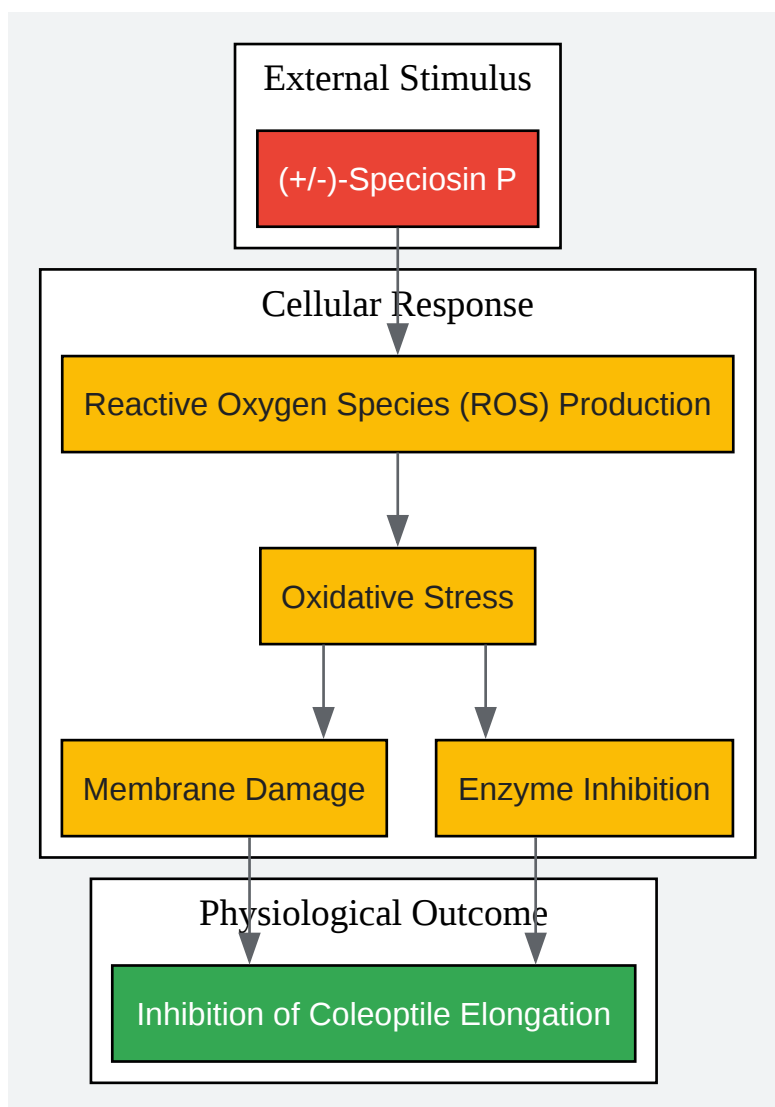 External Stimulus
(+/-)-Speciosin P
Cellular Response
Reactive Oxygen Species (ROS) Production
Oxidative Stress
Membrane Damage
Enzyme Inhibition
Physiological Outcome
Inhibition of Coleoptile Elongation